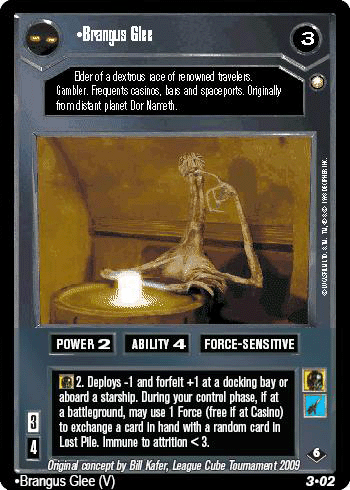 •Brangus Glee
3
Elder of a dextrous race of renowned travelers.
Gambler. Frequents casinos, bars and spaceports. Originally
from distant planet Dor Nameth.
POWER 2
ABILITY 4
FORCE-SENSITIVE
2. Deploys -1 and forfeit +1 at a docking bay or
aboard a starship. During your control phase, if at
a battleground, may use 1 Force (free if at Casino)
to exchange a card in hand with a random card in
Lost Pile. Immune to attrition < 3.
3
4
6
Original concept by Bill Kafer, League Cube Tournament 2009
•Brangus Glee (V)
3•02